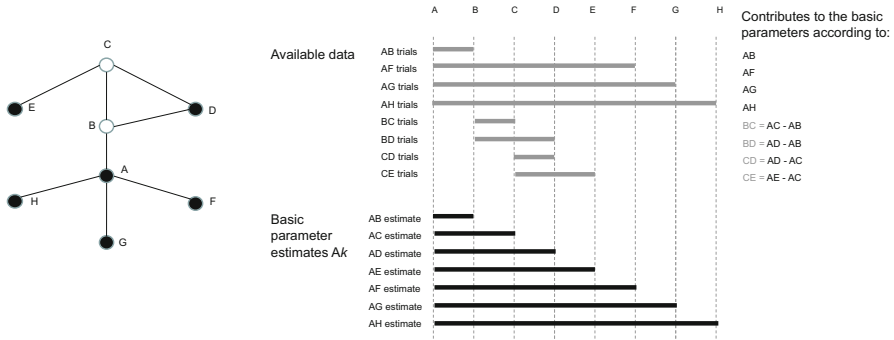 A B C D E F G H
Contributes to the basic
parameters according to:
Available data
AB trials
AF trials
AG trials
AH trials
BC trials
BD trials
CD trials
CE trials
AB
AF
AG
AH
BC = AC - AB
BD = AD - AB
CD = AD - AC
CE = AE - AC
C
E
D
B
A
H
F
G
Basic
parameter
estimates Ak
AB estimate
AC estimate
AD estimate
AE estimate
AF estimate
AG estimate
AH estimate